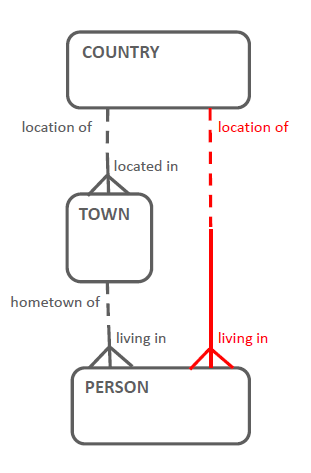 COUNTRY
location of
location of
located in
TOWN
hometown of
living in
living in
PERSON